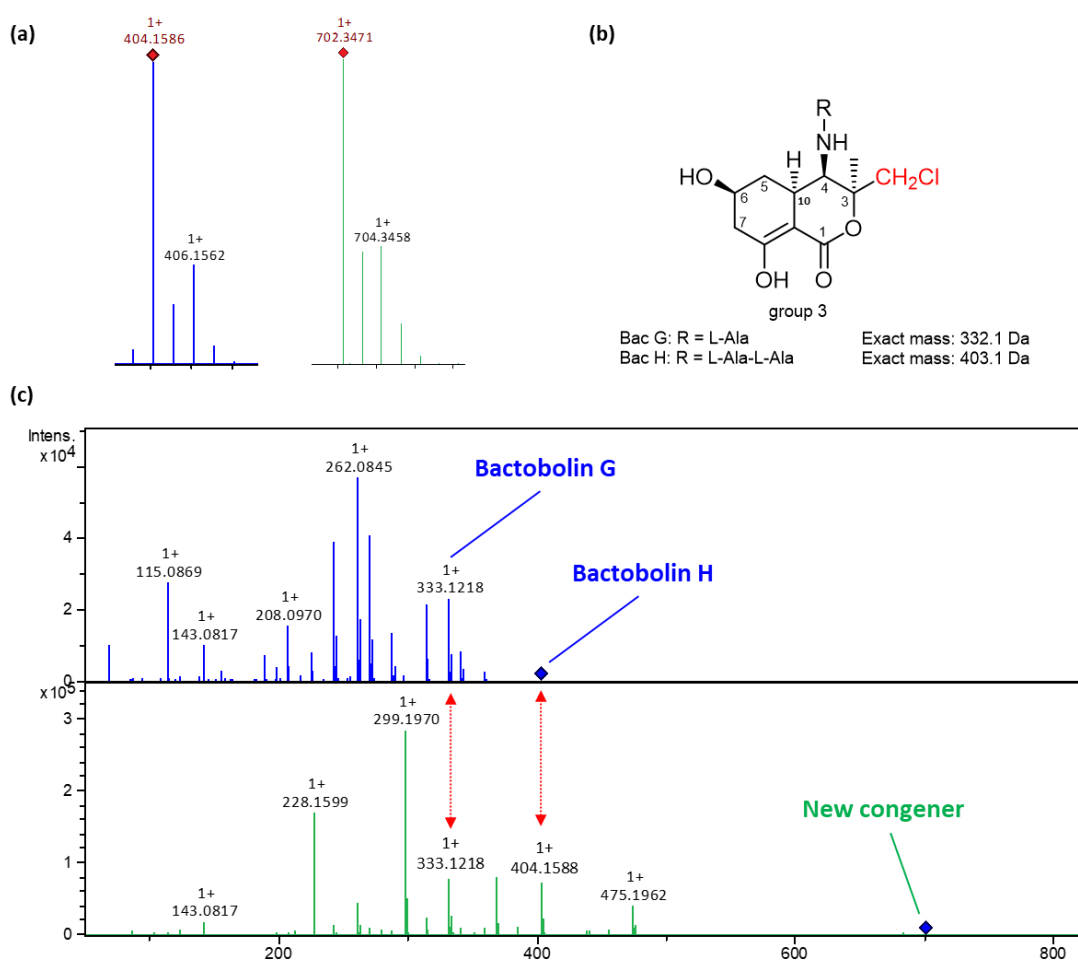 (a)
1+
404.1586
1+
406.1562
1+
702.3471
1+
704.3458
(b)
R
NH
H
HO
5
4
CH2Cl
6
10
3
7
1
O
OH
O
group 3
Bac G: R = L-Ala Exact mass: 332.1 Da
Bac H: R = L-Ala-L-Ala Exact mass: 403.1 Da
(c)
Intens.
x10^4
1+
262.0845
Bactobolin G
4
1+
115.0869
1+
333.1218
Bactobolin H
2
1+
208.0970
1+
143.0817
0
x10^5
3
1+
299.1970
2
1+
228.1599
New congener
1
1+
333.1218
1+
404.1588
1+
475.1962
1+
143.0817
0
200 400 600 800